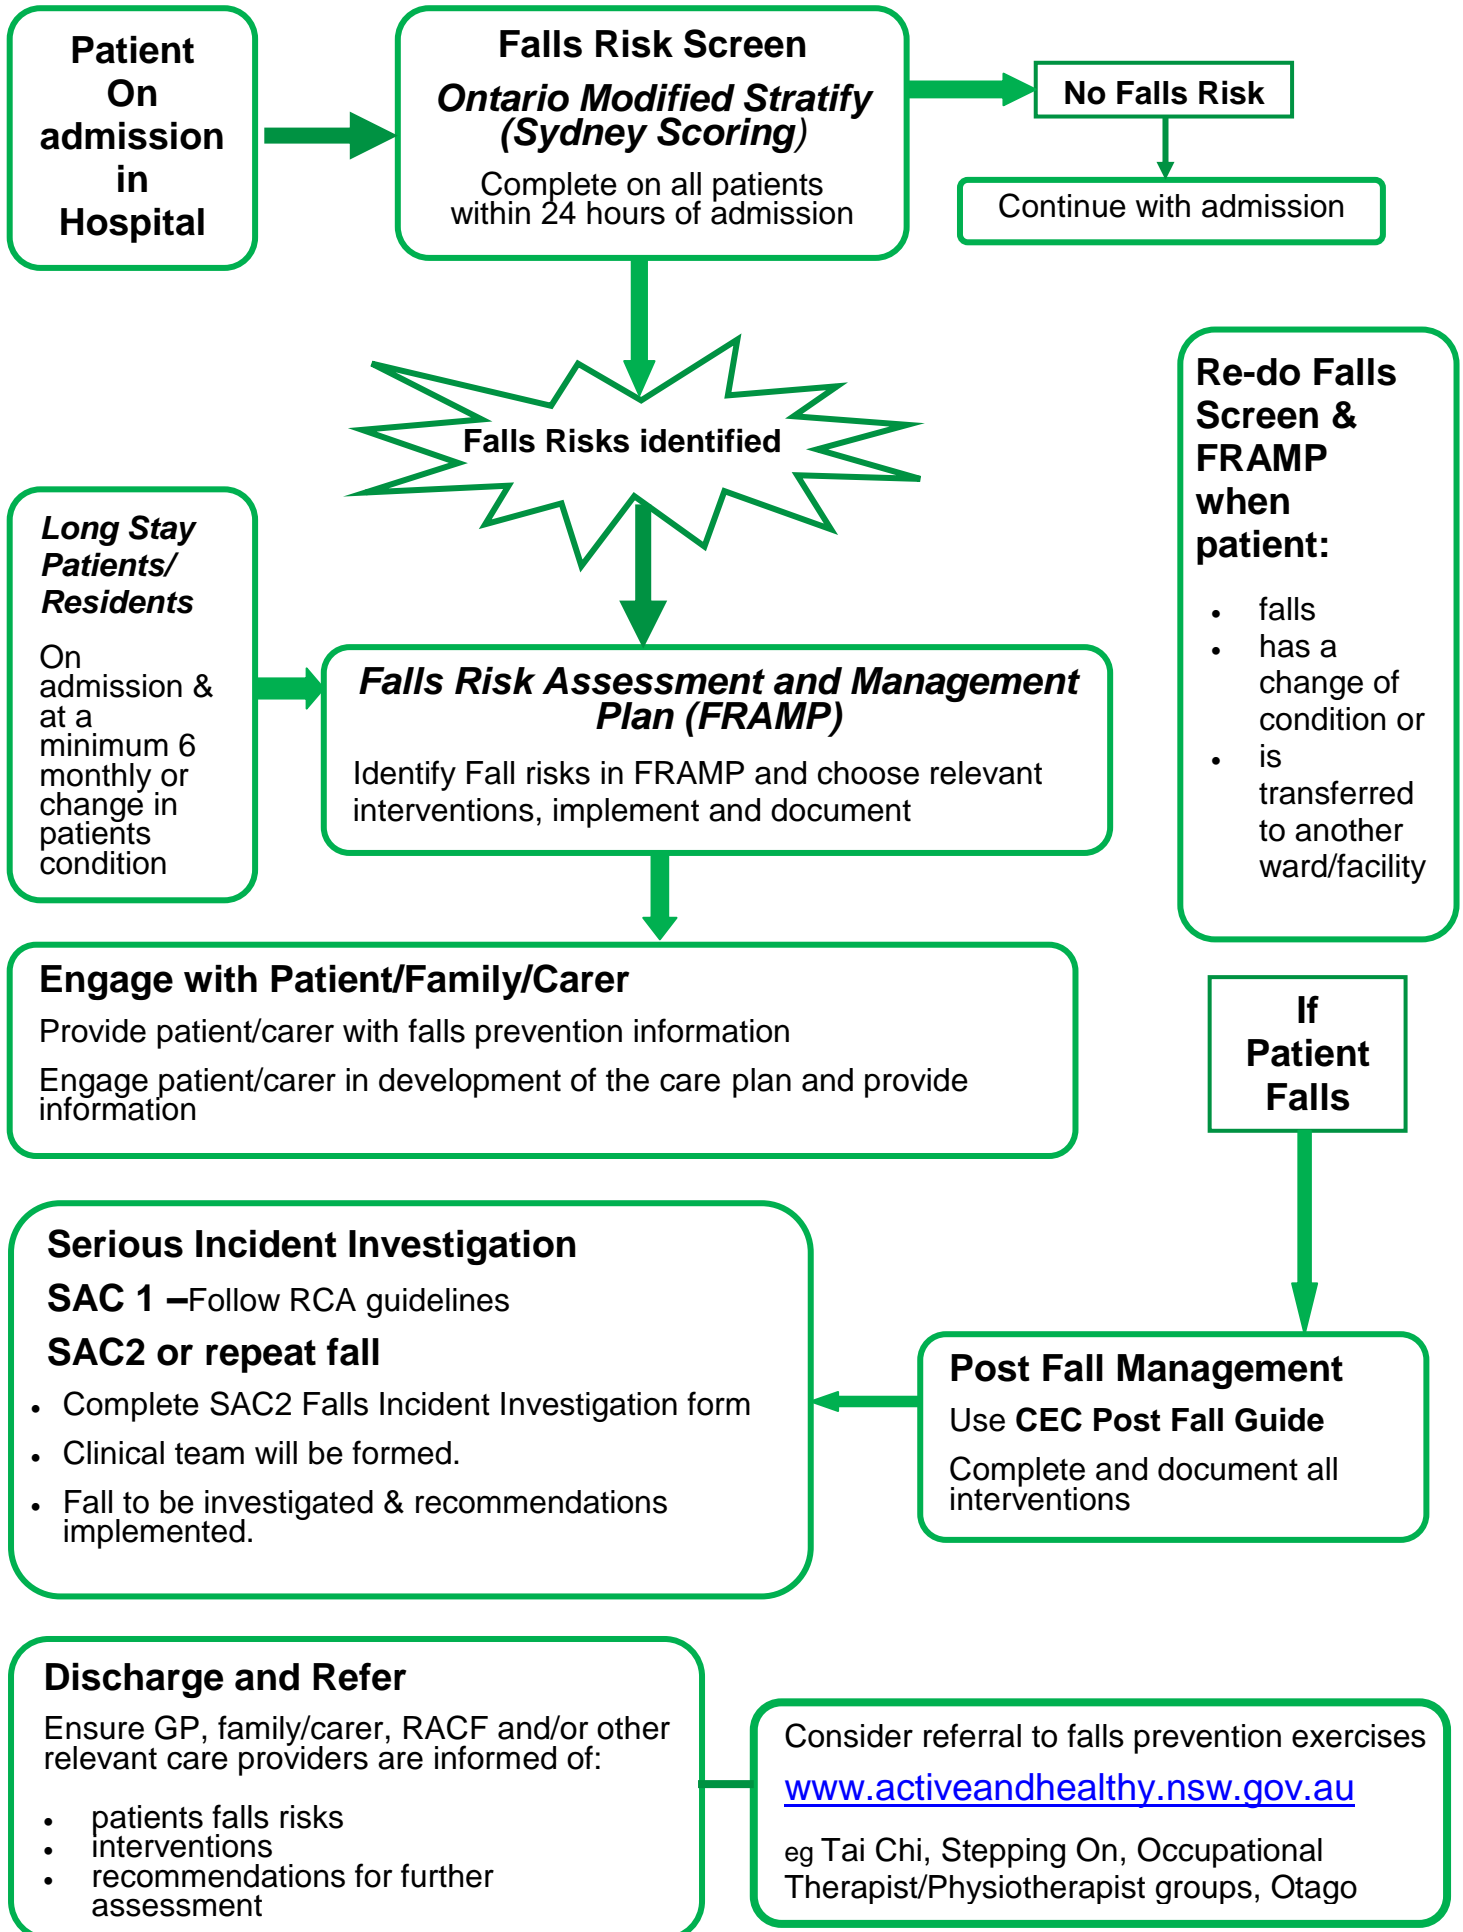 Patient
On
admission
in
Hospital
Falls Risk Screen
Ontario Modified Stratify
(Sydney Scoring)
Complete on all patients
within 24 hours of admission
No Falls Risk
Continue with admission
Falls Risks identified
Re-do Falls
Screen &
FRAMP
when
patient:
• falls
• has a
change of
condition or
• is
transferred
to another
ward/facility
Long Stay
Patients/
Residents
On
admission &
at a
minimum 6
monthly or
change in
patients
condition
Falls Risk Assessment and Management
Plan (FRAMP)
Identify Fall risks in FRAMP and choose relevant
interventions, implement and document
Engage with Patient/Family/Carer
Provide patient/carer with falls prevention information
Engage patient/carer in development of the care plan and provide
information
If
Patient
Falls
Serious Incident Investigation
SAC 1 –Follow RCA guidelines
SAC2 or repeat fall
• Complete SAC2 Falls Incident Investigation form
• Clinical team will be formed.
• Fall to be investigated & recommendations
implemented.
Post Fall Management
Use CEC Post Fall Guide
Complete and document all
interventions
Discharge and Refer
Ensure GP, family/carer, RACF and/or other
relevant care providers are informed of:
• patients falls risks
• interventions
• recommendations for further
assessment
Consider referral to falls prevention exercises
www.activeandhealthy.nsw.gov.au
eg Tai Chi, Stepping On, Occupational
Therapist/Physiotherapist groups, Otago